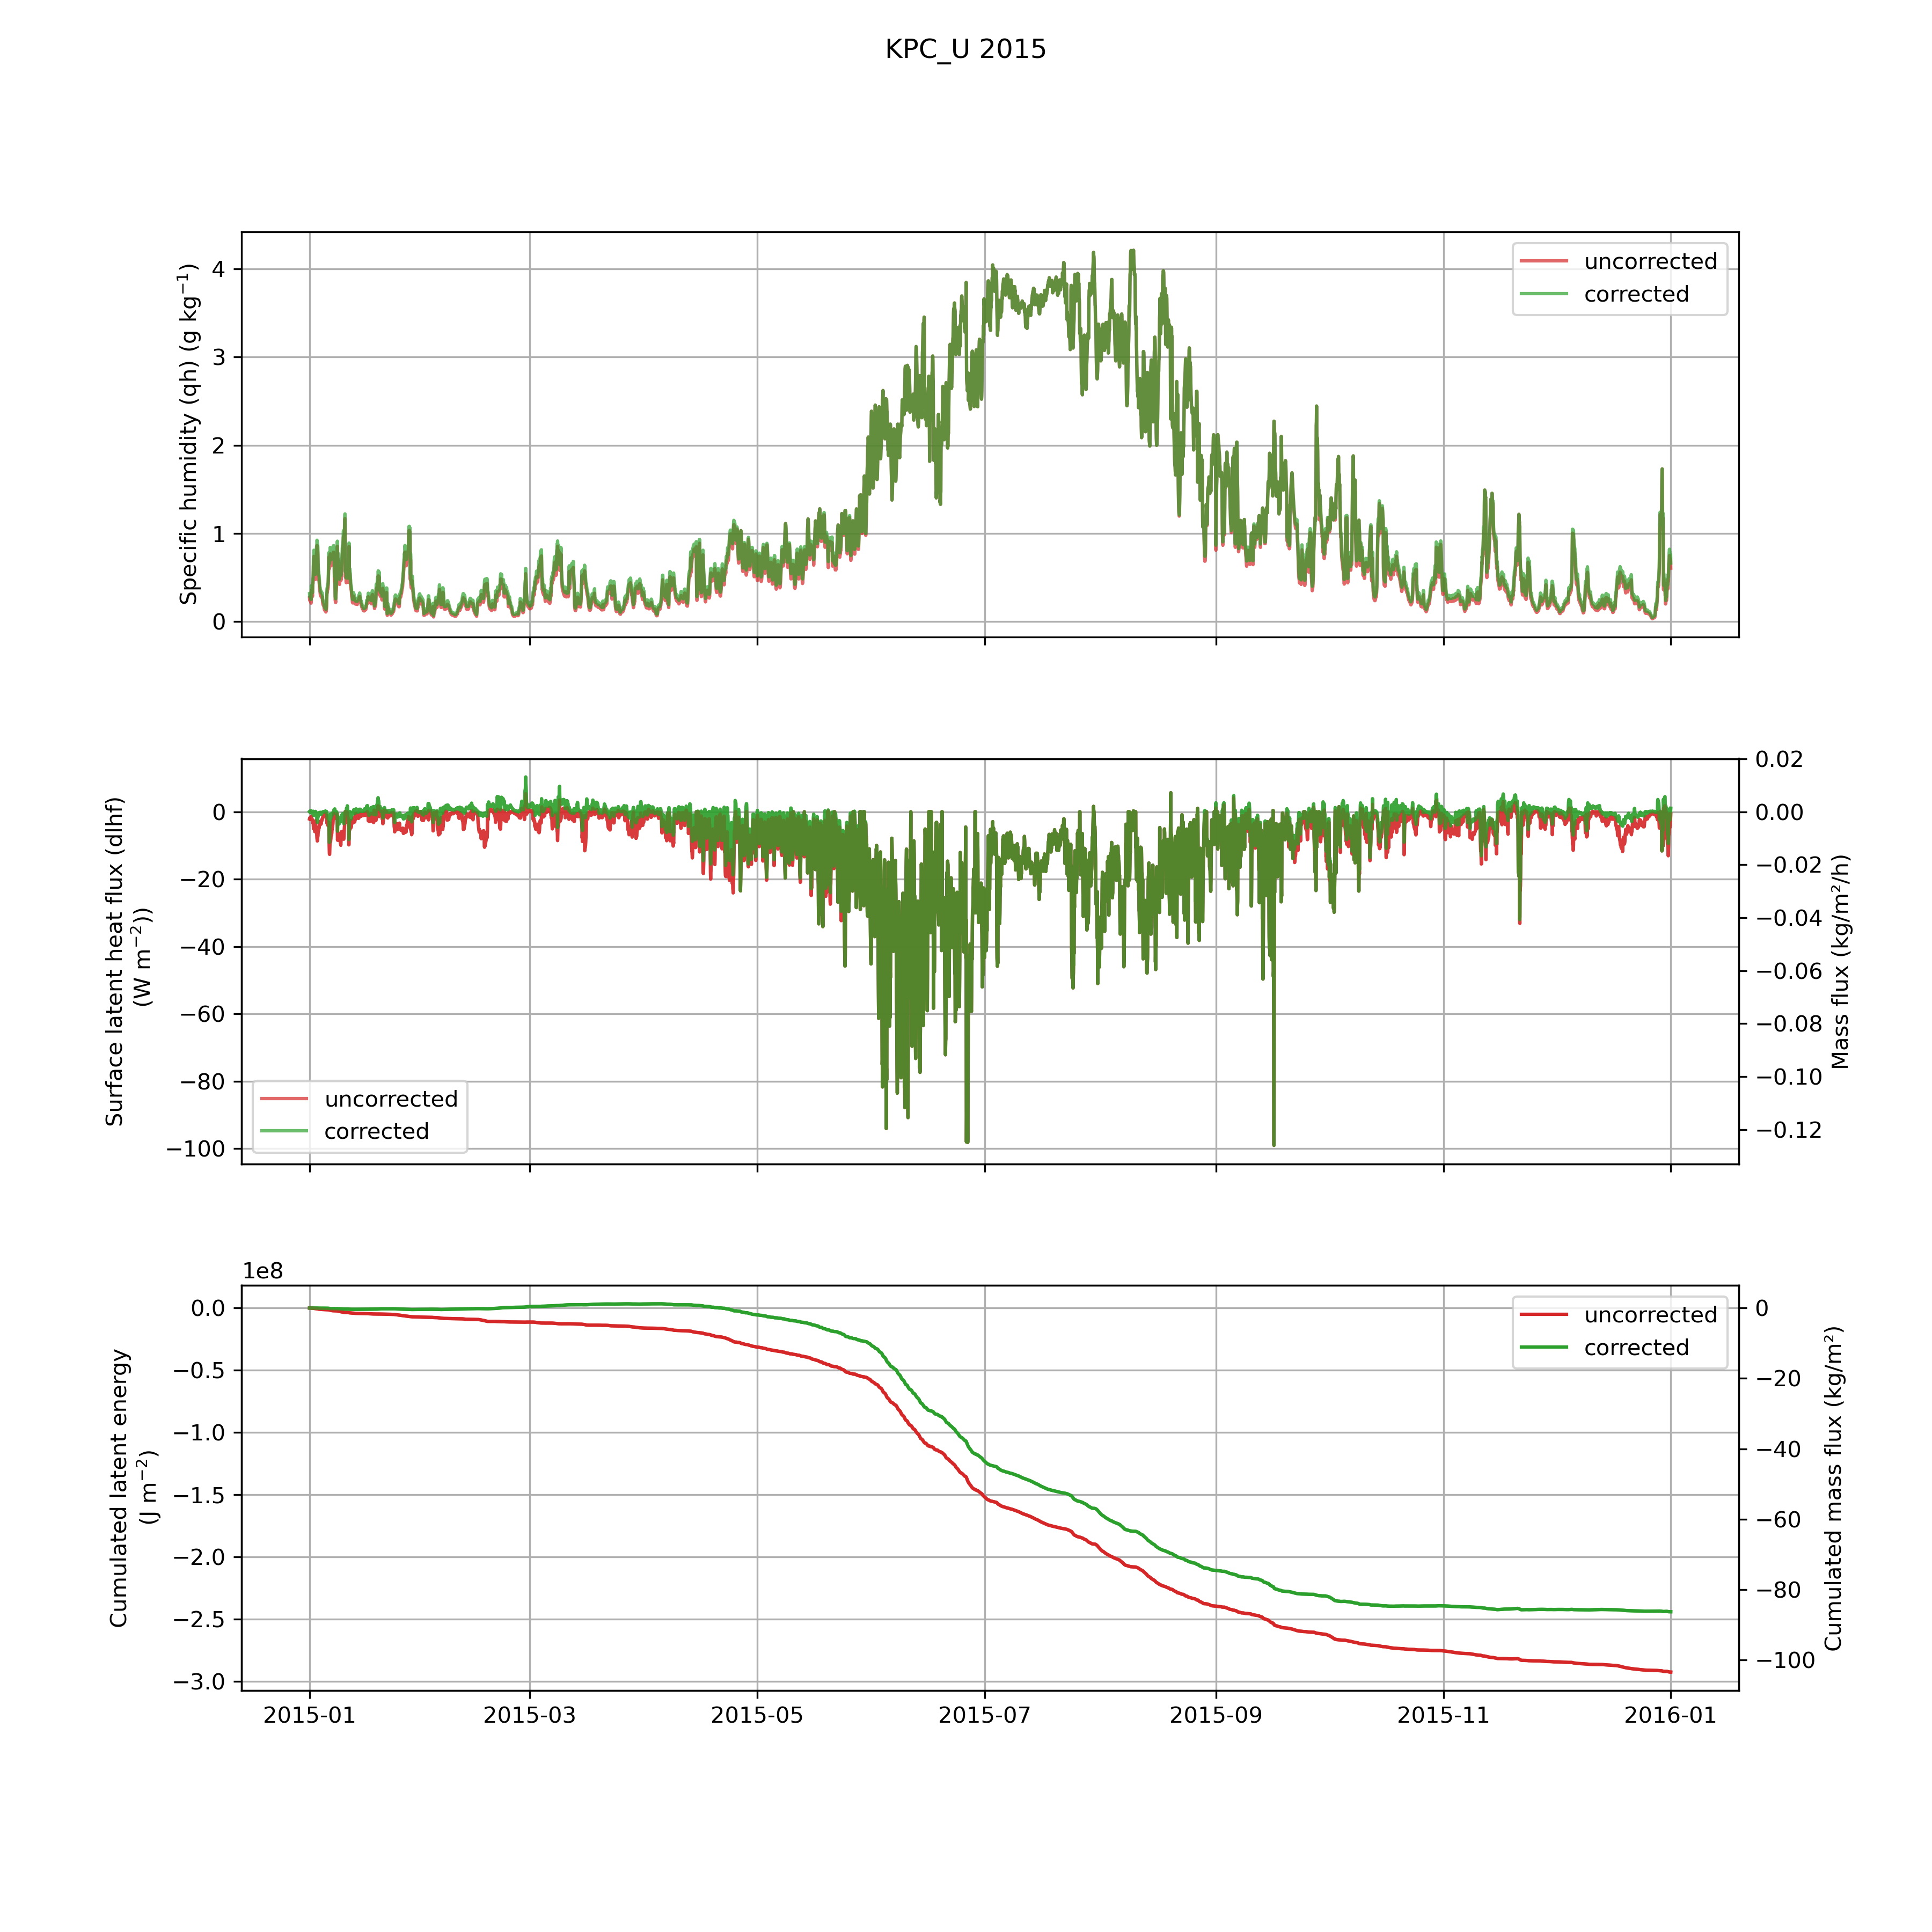 KPC_U 2015
Specific humidity (qh) (g kg⁻¹)
4
3
2
1
0
uncorrected
corrected
Surface latent heat flux (dlhf)
(W m⁻²))
0
−20
−40
−60
−80
−100
uncorrected
corrected
0.02
0.00
−0.02
−0.04
−0.06
−0.08
−0.10
−0.12
Mass flux (kg/m²/h)
1e8
Cumulated latent energy
(J m⁻²)
0.0
−0.5
−1.0
−1.5
−2.0
−2.5
−3.0
uncorrected
corrected
0
−20
−40
−60
−80
−100
Cumulated mass flux (kg/m²)
2015-01 2015-03 2015-05 2015-07 2015-09 2015-11 2016-01